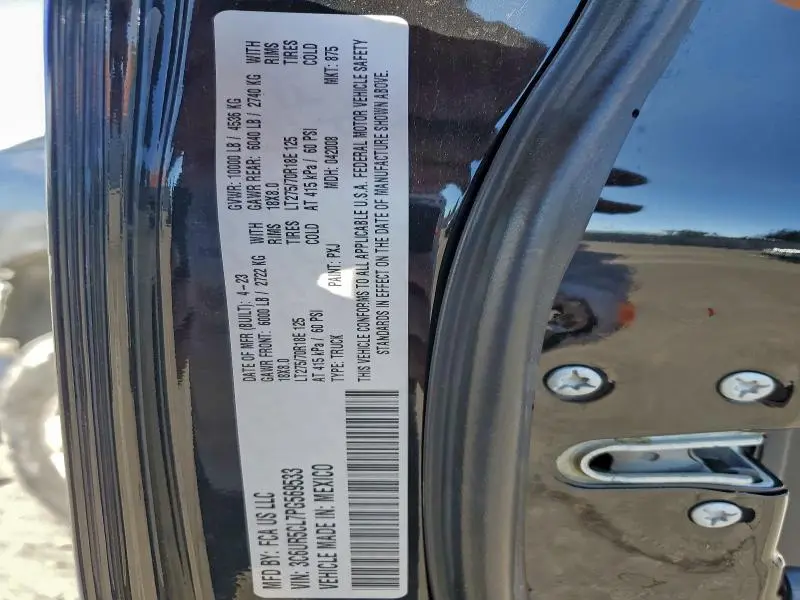 MFD BY: FCA US LLC
DATE OF MFR (BUILT): 4-23
GVWR: 10000 LB / 4536 KG
GAWR FRONT: 6000 LB / 2722 KG WITH
18X8.0 RIMS
LT275/70R18E 125 TIRES
AT 415 kPa / 60 PSI COLD
GAWR REAR: 6040 LB / 2740 KG WITH
18X8.0 RIMS
LT275/70R18E 125 TIRES
AT 415 kPa / 60 PSI COLD
VIN: 3C6UR5CL7PG569533
TYPE: TRUCK PAINT: PXJ MDH: 042008 MKT: 875
VEHICLE MADE IN: MEXICO
THIS VEHICLE CONFORMS TO ALL APPLICABLE U.S.A. FEDERAL MOTOR VEHICLE SAFETY
STANDARDS IN EFFECT ON THE DATE OF MANUFACTURE SHOWN ABOVE.